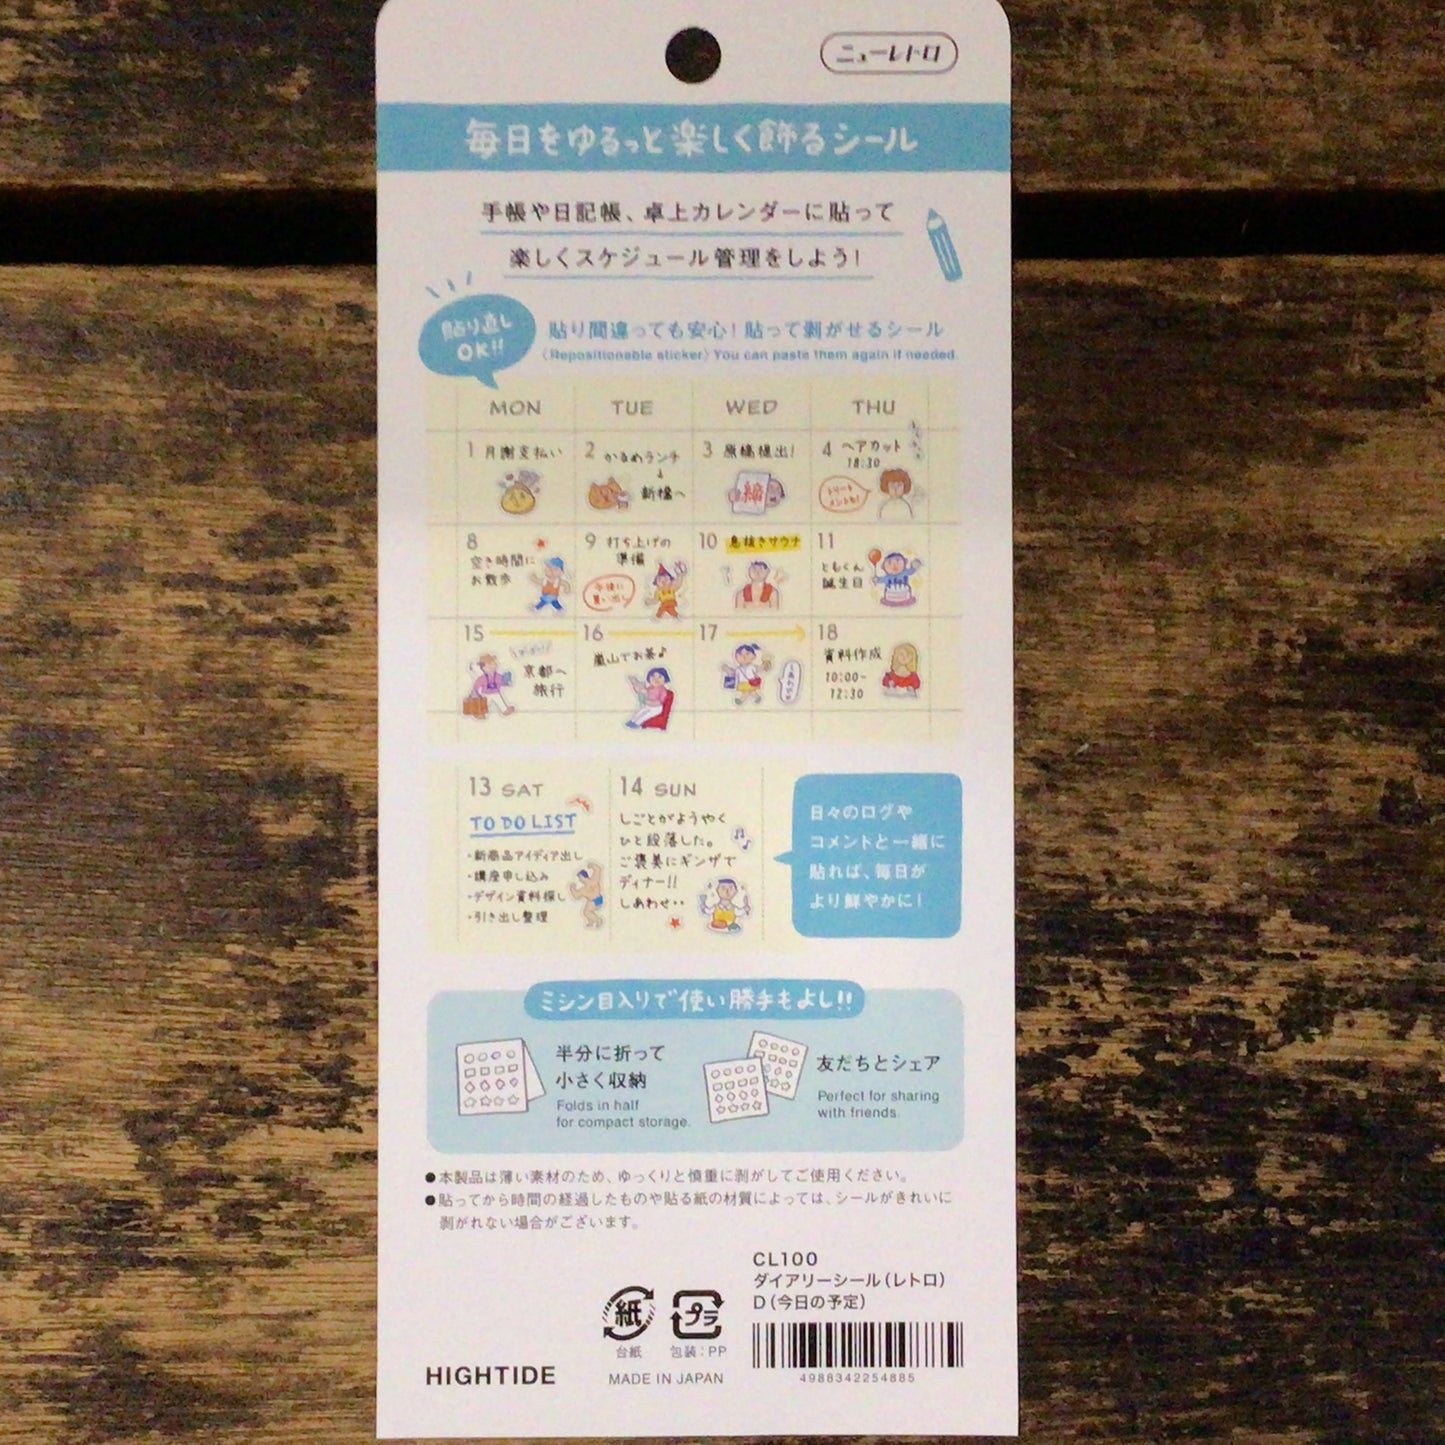 ニューレトロ
毎日をゆるっと楽しく飾るシール
手帳や日記帳、卓上カレンダーに貼って
楽しくスケジュール管理をしよう!
貼り直し
OK!!
貼り間違っても安心!貼って剥がせるシール
〈Repositionable sticker〉You can paste them again if needed.
MON TUE WED THU
1 月謝支払い
2 かるめランチ
↓
新橋へ
3 原稿提出!
4 ヘアカット
18:30
トリート
メントも!
8
空き時間に
お散歩
9 打ち上げの
準備
10 息抜きサウナ
11
ともくん
誕生日
15
京都へ
旅行
16
嵐山でお茶♪
17
しあわせ
18
資料作成
10:00-
12:30
13 SAT
TO DO LIST
・新商品アイディア出し
・講座申し込み
・デザイン資料探し
・引き出し整理
14 SUN
しごとがようやく
ひと段落した。
ご褒美にギンザで
ディナー!!
しあわせ・・
日々のログや
コメントと一緒に
貼れば、毎日が
より鮮やかに!
ミシン目入りで使い勝手もよし!!
半分に折って
小さく収納
Folds in half
for compact storage.
友だちとシェア
Perfect for sharing
with friends.
●本製品は薄い素材のため、ゆっくりと慎重に剥がしてご使用ください。
●貼ってから時間の経過したものや貼る紙の材質によっては、シールがきれいに
剥がれない場合がございます。
CL100
ダイアリーシール(レトロ)
D(今日の予定)
紙
台紙
プラ
包装:PP
HIGHTIDE
MADE IN JAPAN
4988342254885